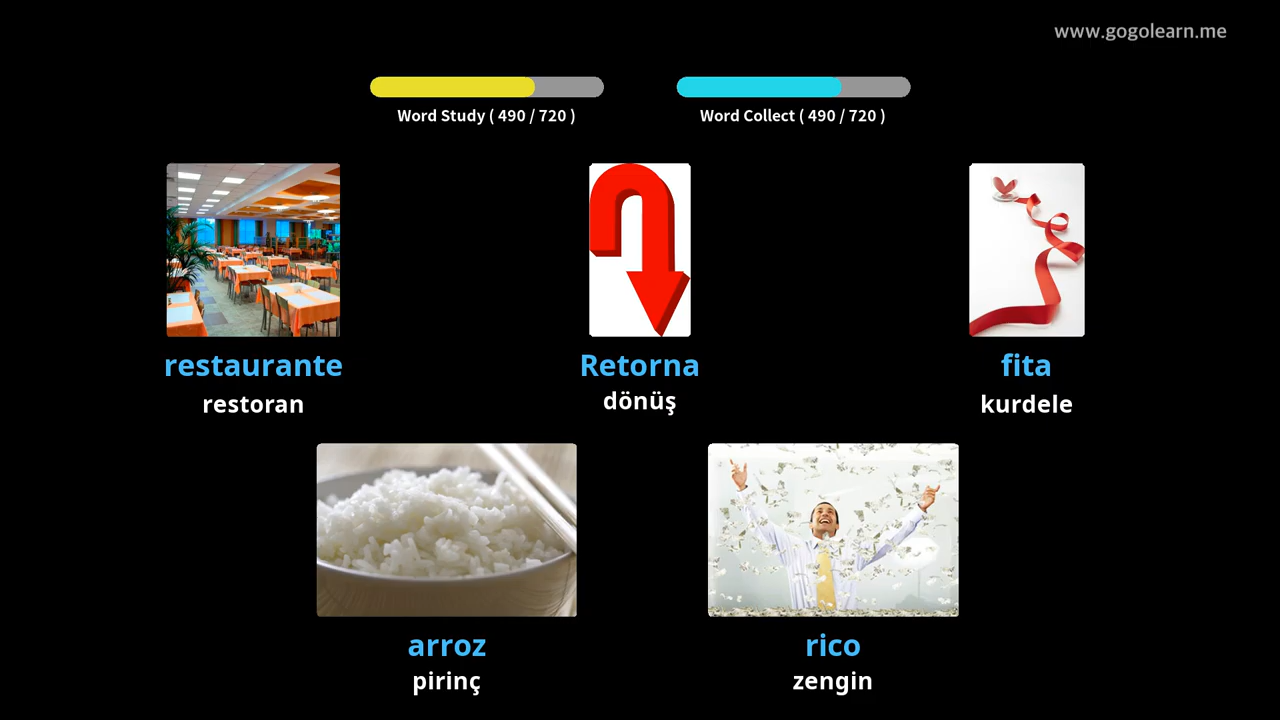 www.gogolearn.me
Word Study ( 490 / 720 )
Word Collect ( 490 / 720 )
restaurante
restoran
Retorna
dönüş
fita
kurdele
arroz
pirinç
rico
zengin